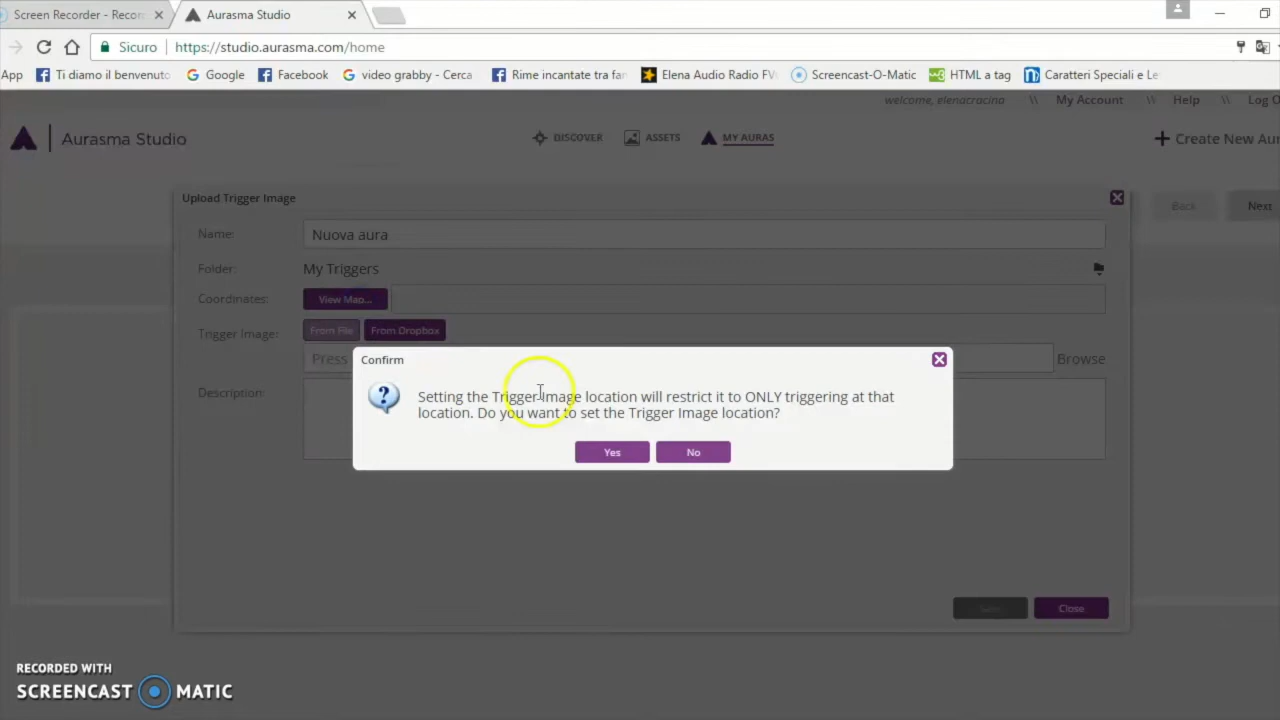 Screen Recorder - Recor
Aurasma Studio
Sicuro
https://studio.aurasma.com/home
App
Ti diamo il benvenuto
Google
Facebook
video grabby - Cerca
Rime incantate tra fan
Elena Audio Radio FV
Screencast-O-Matic
HTML a tag
Caratteri Speciali e Le
welcome, elenacracina \\ My Account \\ Help \\ Log O
Aurasma Studio
DISCOVER
ASSETS
MY AURAS
Create New Au
Upload Trigger Image
Back
Next
Name:
Nuova aura
Folder:
My Triggers
Coordinates:
View Map...
Trigger Image:
From File
From Dropbox
Press
Browse
Description:
Confirm
Setting the Trigger Image location will restrict it to ONLY triggering at that
location. Do you want to set the Trigger Image location?
Yes
No
Close
RECORDED WITH
SCREENCAST MATIC